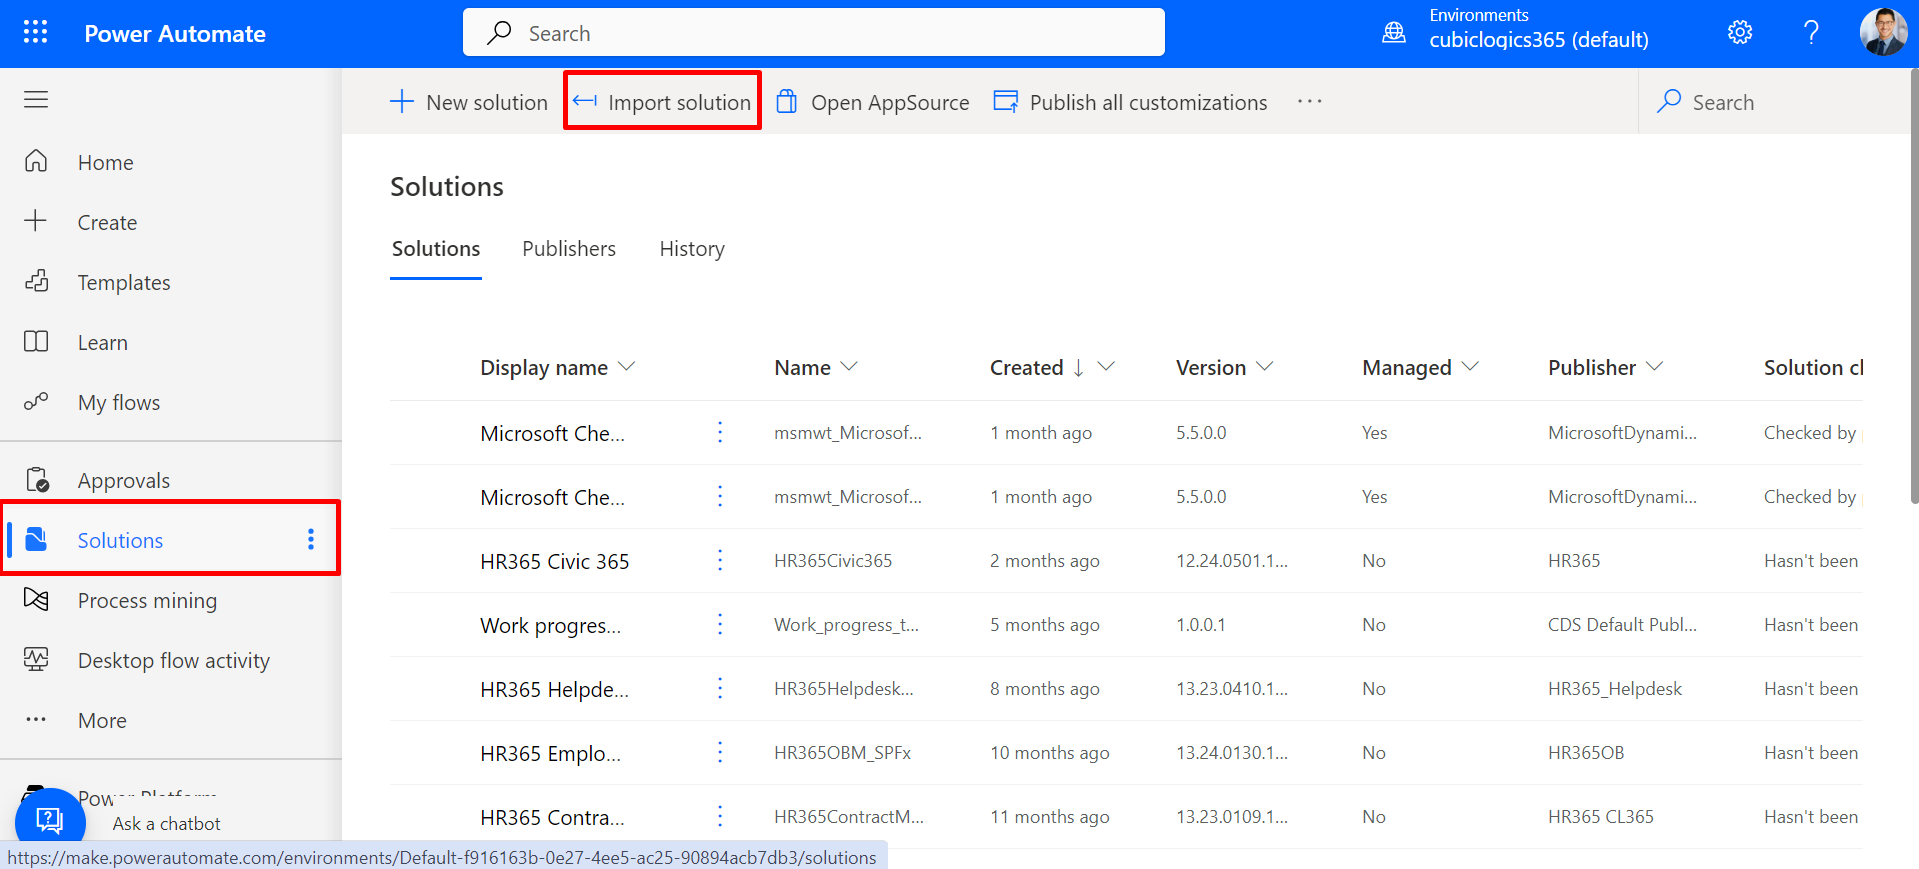 Power Automate
Search
Environments
cubiclogics365 (default)
New solution
Import solution
Open AppSource
Publish all customizations
Search
Home
Create
Templates
Learn
My flows
Approvals
Solutions
Process mining
Desktop flow activity
More
Ask a chatbot
Solutions
Solutions Publishers History
Display name Name Created Version Managed Publisher Solution cl
Microsoft Che... msmwt_Microsof... 1 month ago 5.5.0.0 Yes MicrosoftDynami... Checked by
Microsoft Che... msmwt_Microsof... 1 month ago 5.5.0.0 Yes MicrosoftDynami... Checked by
HR365 Civic 365 HR365Civic365 2 months ago 12.24.0501.1... No HR365 Hasn't been
Work progres... Work_progress_t... 5 months ago 1.0.0.1 No CDS Default Publ... Hasn't been
HR365 Helpde... HR365Helpdesk... 8 months ago 13.23.0410.1... No HR365_Helpdesk Hasn't been
HR365 Emplo... HR365OBM_SPFx 10 months ago 13.24.0130.1... No HR365OB Hasn't been
HR365 Contra... HR365ContractM... 11 months ago 13.23.0109.1... No HR365 CL365 Hasn't been
https://make.powerautomate.com/environments/Default-f916163b-0e27-4ee5-ac25-90894acb7db3/solutions